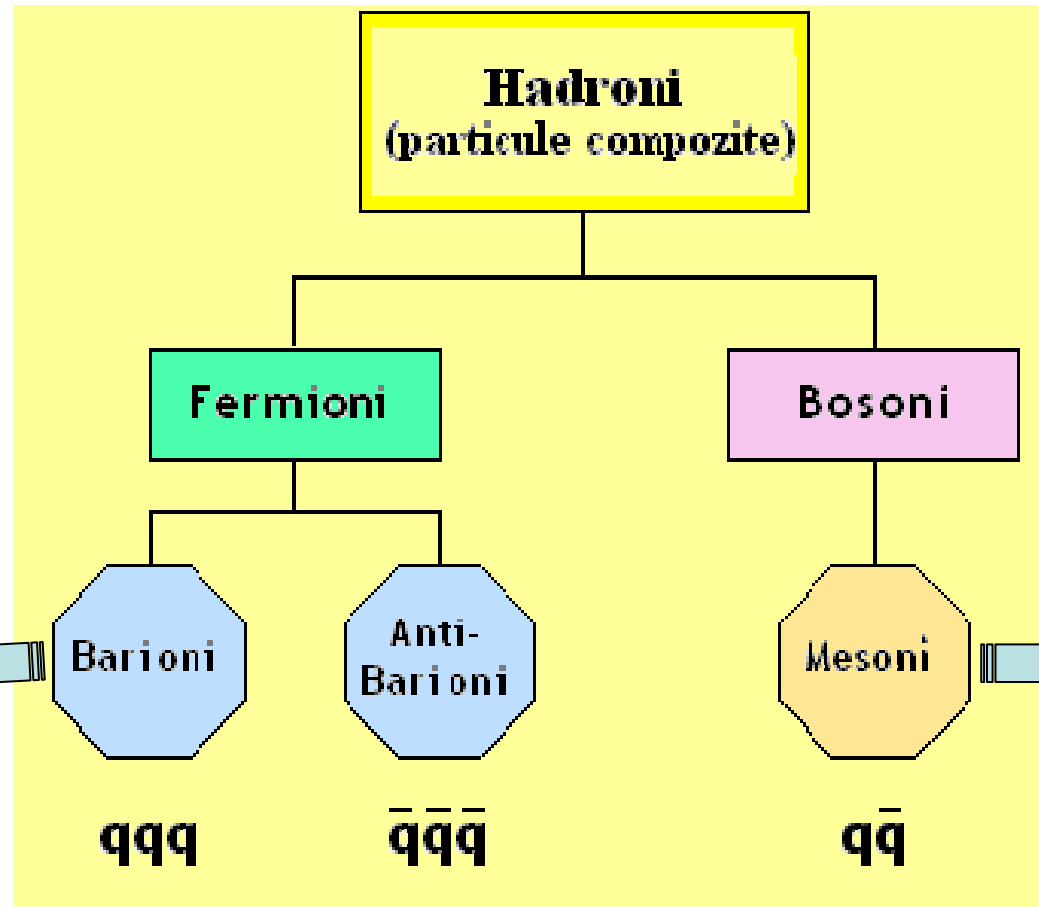 Hadroni
(particule compozite)
Fermioni
Bosoni
Barioni
Anti-
Barioni
Mesoni
qqq
q̄q̄q̄
qq̄